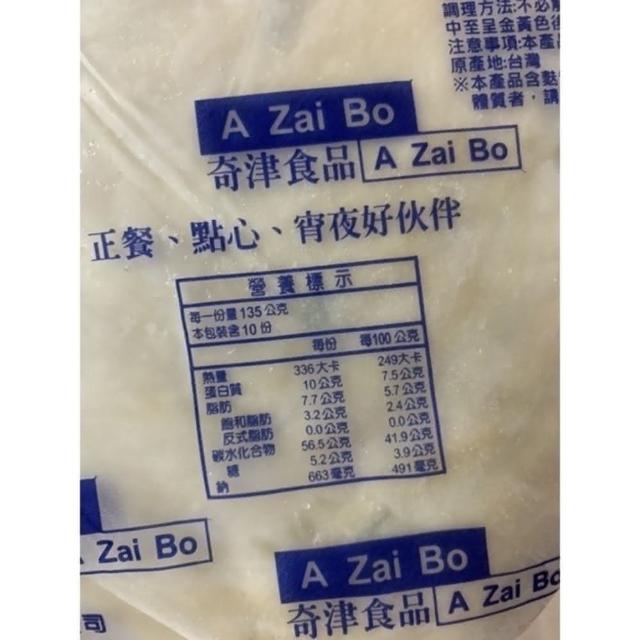 調理方法:不必解
中至呈金黃色後
注意事項:本產品
原產地:台灣
※本產品含麩
體質者,請
A Zai Bo
奇津食品 A Zai Bo
正餐、點心、宵夜好伙伴
營養標示
每一份量135公克
本包裝含10份
每份 每100公克
熱量 336大卡 249大卡
蛋白質 10公克 7.5公克
脂肪 7.7公克 5.7公克
飽和脂肪 3.2公克 2.4公克
反式脂肪 0.0公克 0.0公克
碳水化合物 56.5公克 41.9公克
糖 5.2公克 3.9公克
鈉 663毫克 491毫克
Zai Bo
A Zai Bo
奇津食品 A Zai Bo
司